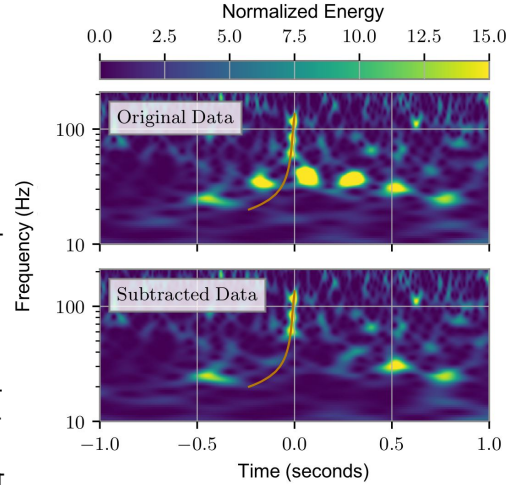 Normalized Energy
0.0 2.5 5.0 7.5 10.0 12.5 15.0
Original Data
100
10
Frequency (Hz)
Subtracted Data
100
10
−1.0 −0.5 0.0 0.5 1.0
Time (seconds)